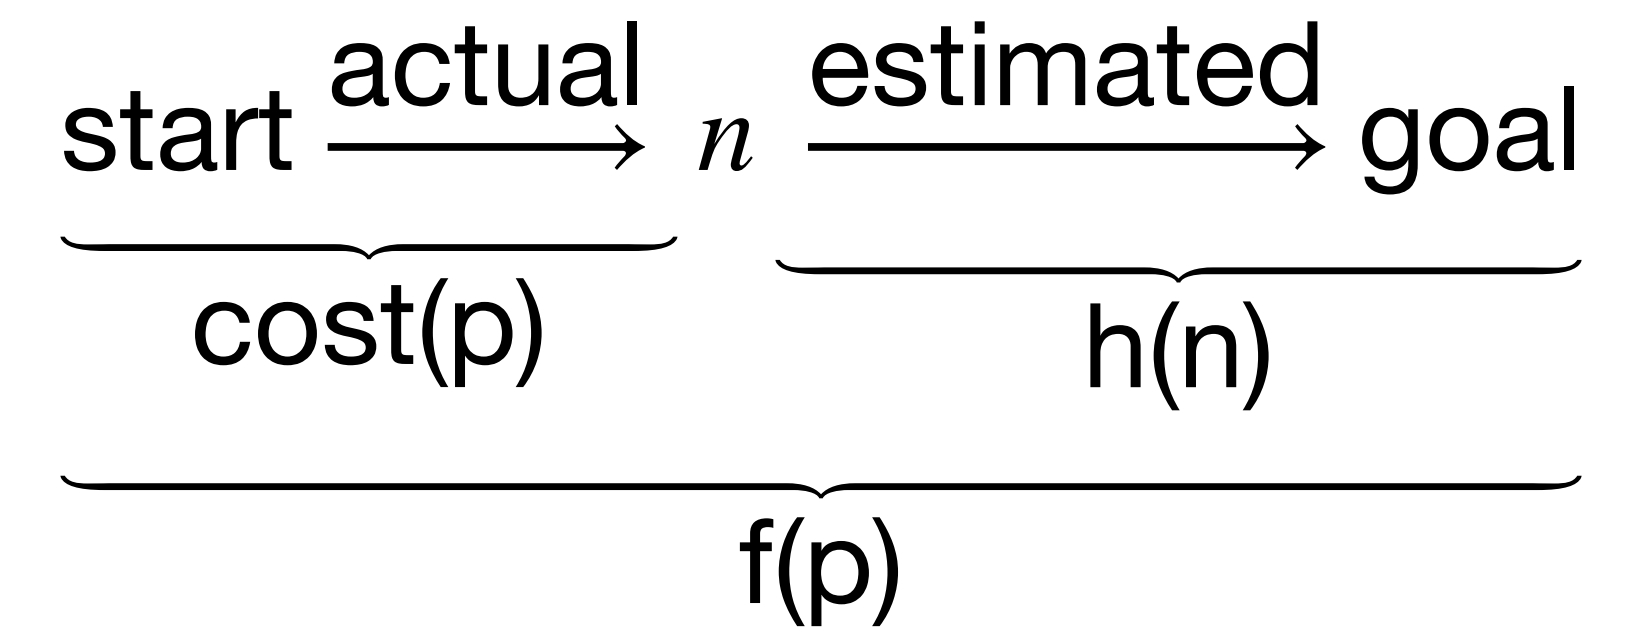 actual estimated
start n goal
cost(p) h(n)
f(p)